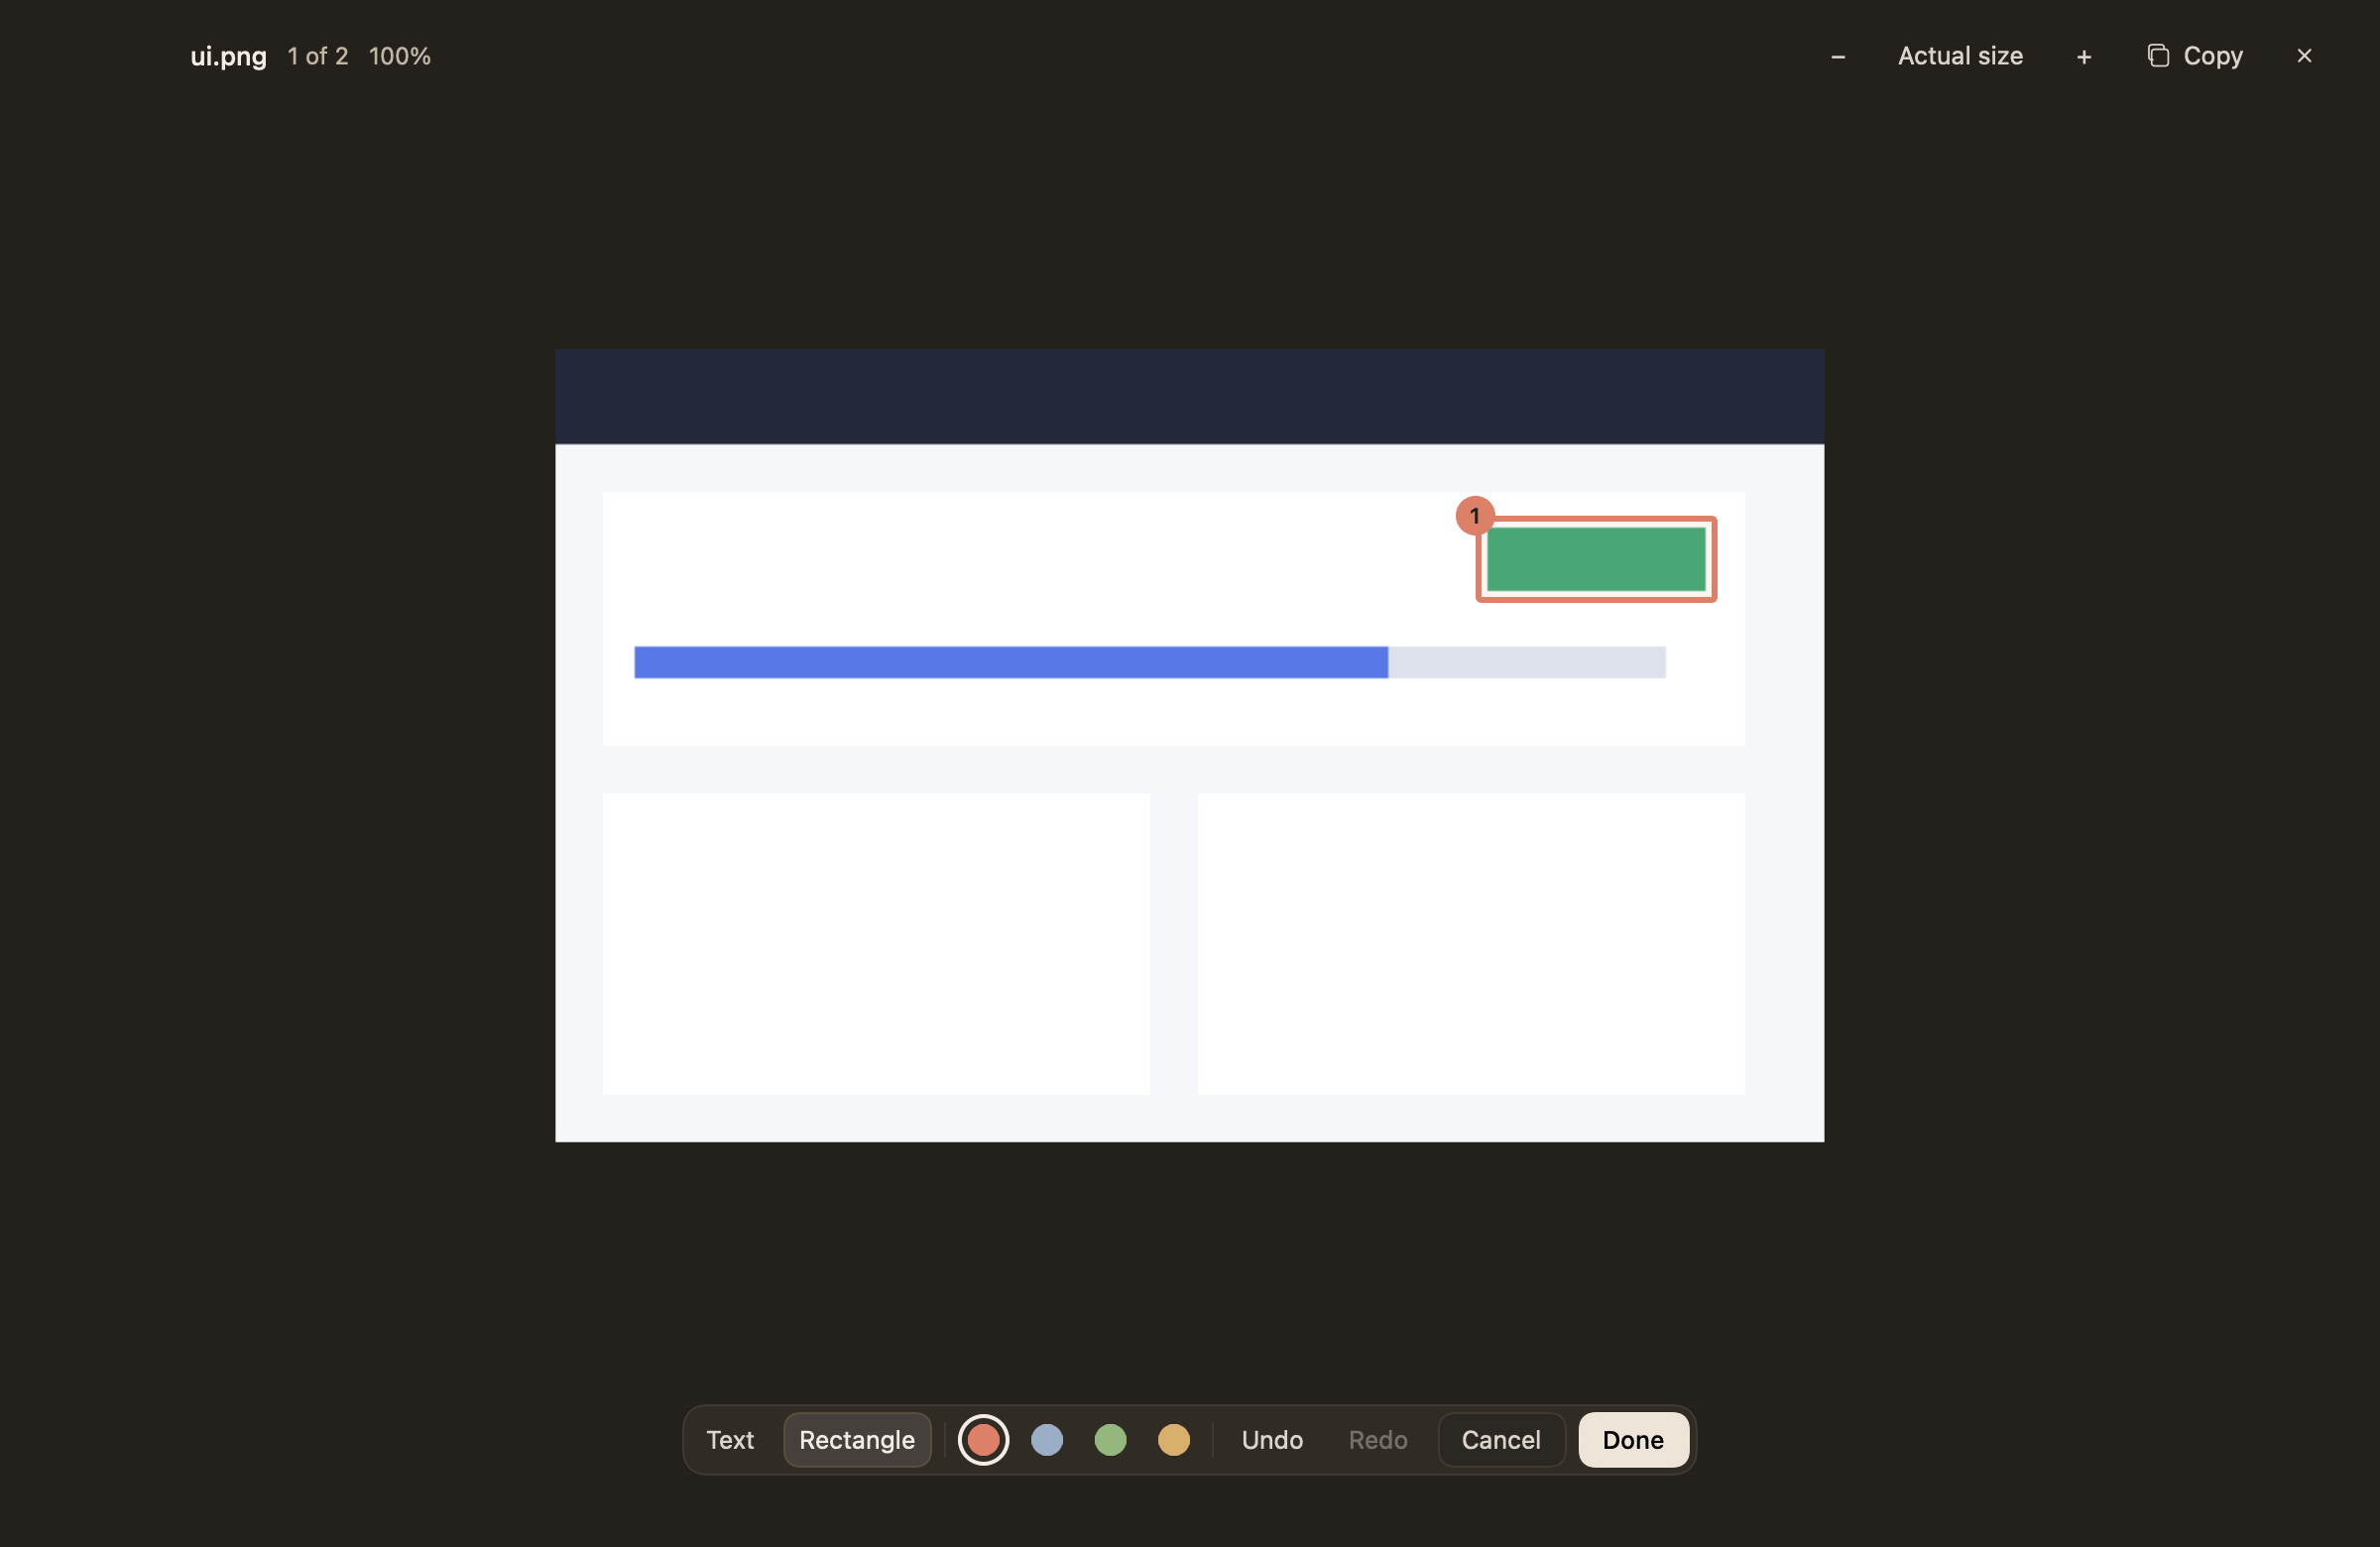 ui.png 1 of 2 100% − Actual size + Copy ×
1
Text Rectangle Undo Redo Cancel Done